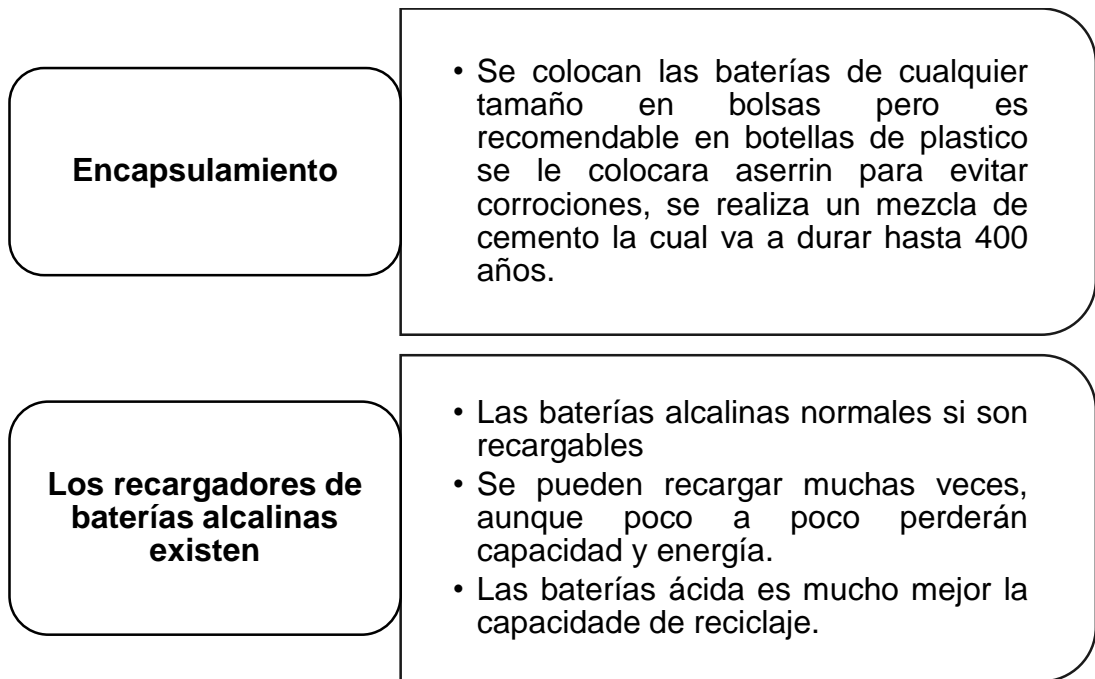 Encapsulamiento
• Se colocan las baterías de cualquier
tamaño en bolsas pero es
recomendable en botellas de plastico
se le colocara aserrin para evitar
corrociones, se realiza un mezcla de
cemento la cual va a durar hasta 400
años.
Los recargadores de
baterías alcalinas
existen
• Las baterías alcalinas normales si son
recargables
• Se pueden recargar muchas veces,
aunque poco a poco perderán
capacidad y energía.
• Las baterías ácida es mucho mejor la
capacidade de reciclaje.